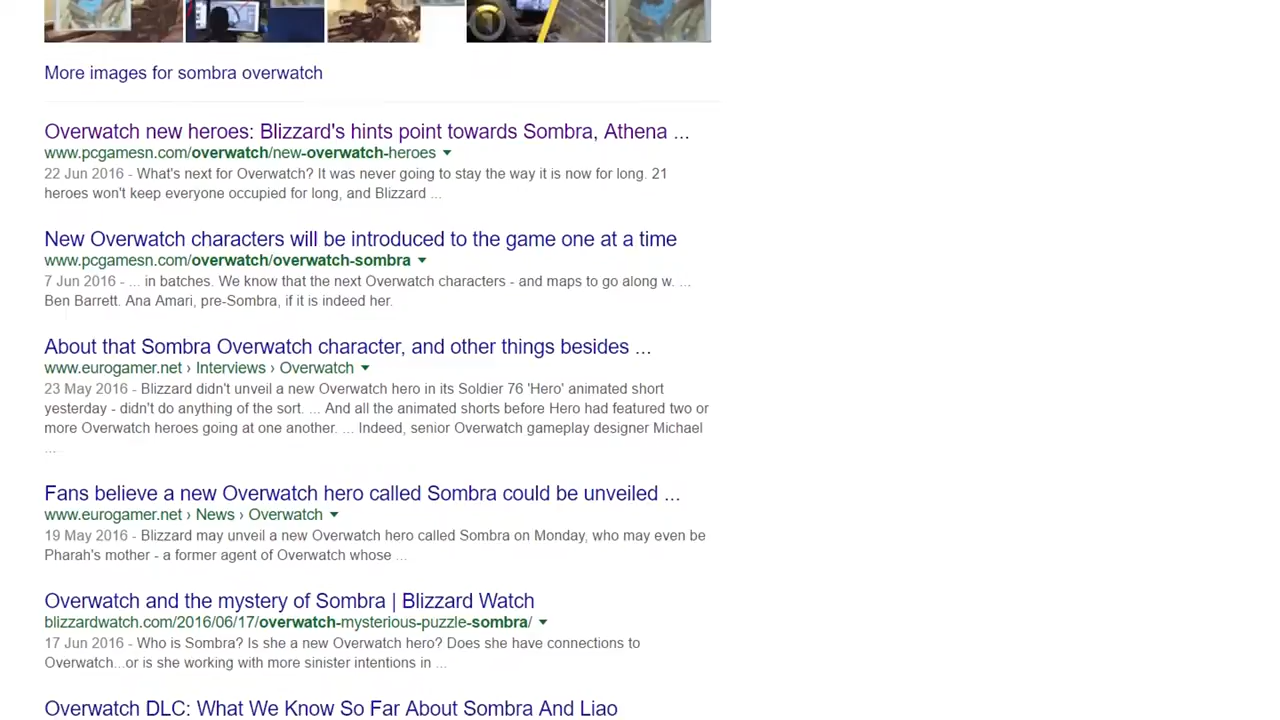 More images for sombra overwatch
Overwatch new heroes: Blizzard's hints point towards Sombra, Athena ...
www.pcgamesn.com/overwatch/new-overwatch-heroes
22 Jun 2016 - What's next for Overwatch? It was never going to stay the way it is now for long. 21
heroes won't keep everyone occupied for long, and Blizzard ...
New Overwatch characters will be introduced to the game one at a time
www.pcgamesn.com/overwatch/overwatch-sombra
7 Jun 2016 - ... in batches. We know that the next Overwatch characters - and maps to go along w. ...
Ben Barrett. Ana Amari, pre-Sombra, if it is indeed her.
About that Sombra Overwatch character, and other things besides ...
www.eurogamer.net › Interviews › Overwatch
23 May 2016 - Blizzard didn't unveil a new Overwatch hero in its Soldier 76 'Hero' animated short
yesterday - didn't do anything of the sort. ... And all the animated shorts before Hero had featured two or
more Overwatch heroes going at one another. ... Indeed, senior Overwatch gameplay designer Michael
...
Fans believe a new Overwatch hero called Sombra could be unveiled ...
www.eurogamer.net › News › Overwatch
19 May 2016 - Blizzard may unveil a new Overwatch hero called Sombra on Monday, who may even be
Pharah's mother - a former agent of Overwatch whose ...
Overwatch and the mystery of Sombra | Blizzard Watch
blizzardwatch.com/2016/06/17/overwatch-mysterious-puzzle-sombra/
17 Jun 2016 - Who is Sombra? Is she a new Overwatch hero? Does she have connections to
Overwatch...or is she working with more sinister intentions in ...
Overwatch DLC: What We Know So Far About Sombra And Liao